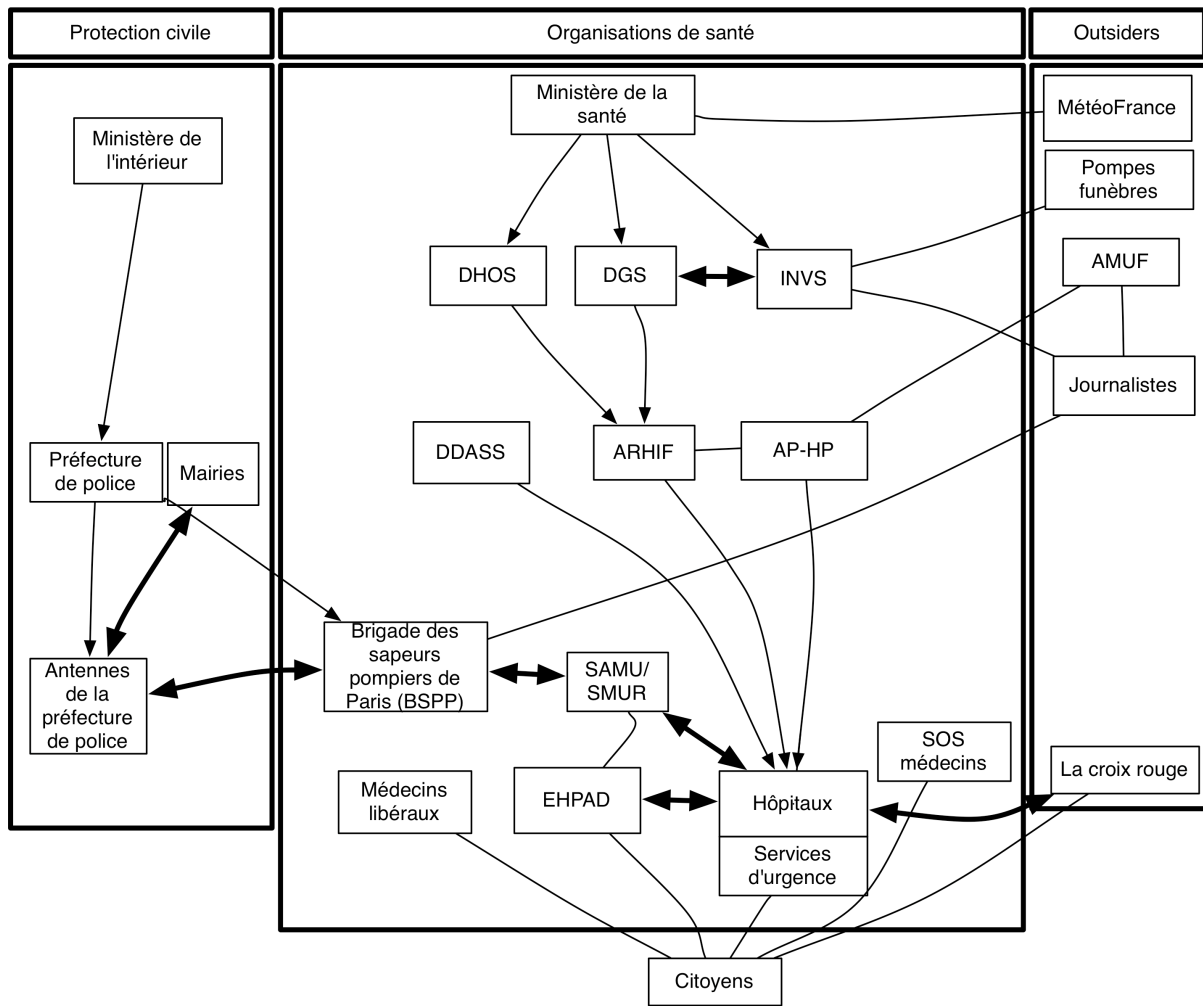 Protection civile
Organisations de santé
Outsiders
Ministère de la
santé
MétéoFrance
Ministère de
l'intérieur
Pompes
funèbres
DHOS
DGS
INVS
AMUF
Journalistes
Préfecture
de police
Mairies
DDASS
ARHIF
AP-HP
Brigade des
sapeurs
pompiers de
Paris (BSPP)
SAMU/
SMUR
Antennes
de la
préfecture
de police
SOS
médecins
La croix rouge
Médecins
libéraux
EHPAD
Hôpitaux
Services
d'urgence
Citoyens